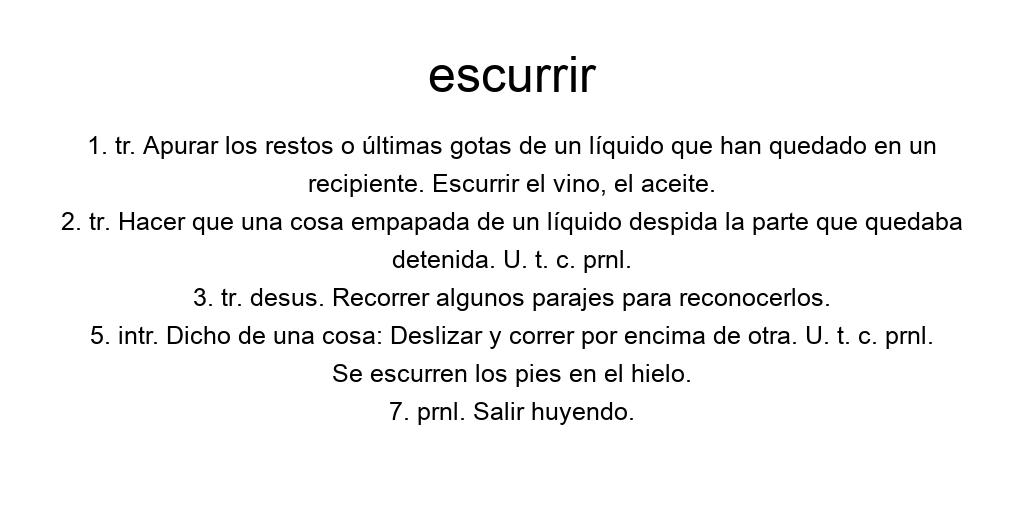 escurrir
1. tr. Apurar los restos o últimas gotas de un líquido que han quedado en un
recipiente. Escurrir el vino, el aceite.
2. tr. Hacer que una cosa empapada de un líquido despida la parte que quedaba
detenida. U. t. c. prnl.
3. tr. desus. Recorrer algunos parajes para reconocerlos.
5. intr. Dicho de una cosa: Deslizar y correr por encima de otra. U. t. c. prnl.
Se escurren los pies en el hielo.
7. prnl. Salir huyendo.